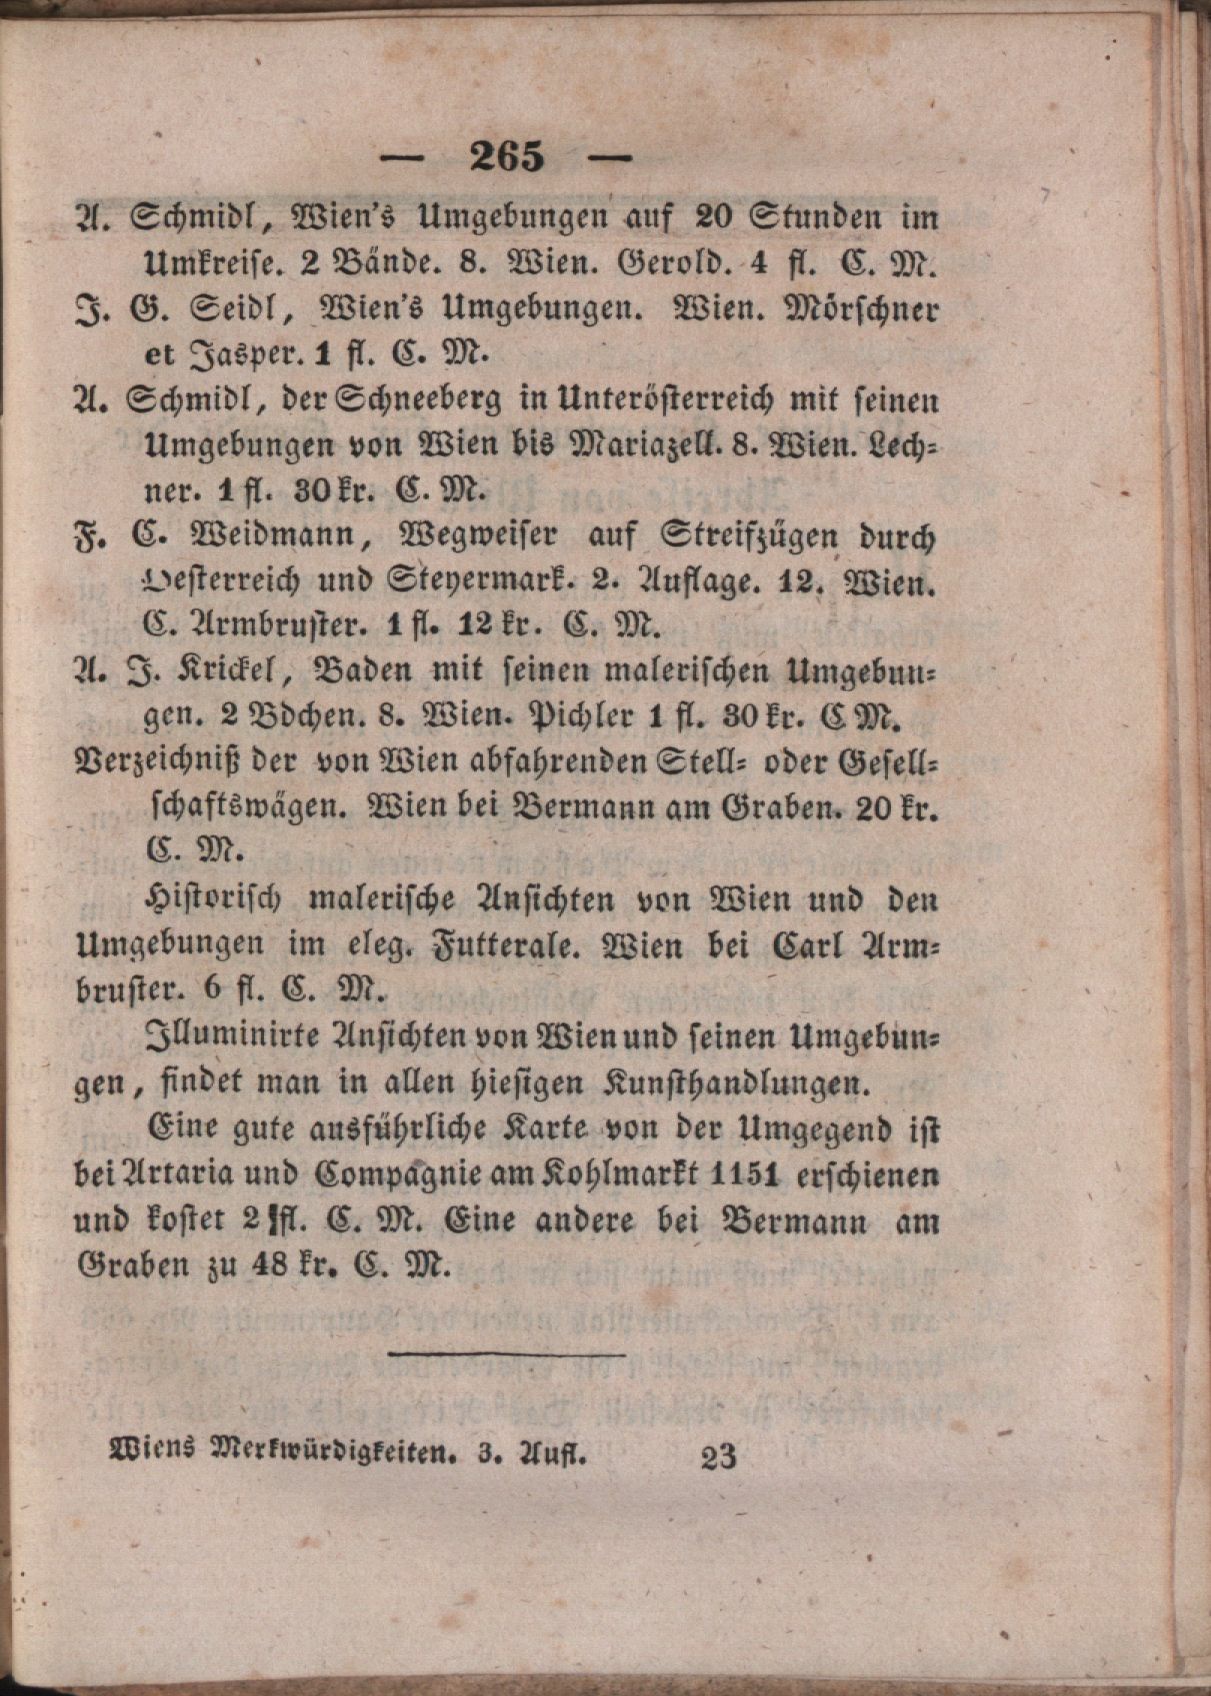 — 265 —
A. Schmidl, Wien's Umgebungen auf 20 Stunden im
Umkreise. 2 Bände. 8. Wien. Gerold. 4 fl. C. M.
J. G. Seidl, Wien's Umgebungen. Wien. Mörschner
et Jasper. 1 fl. C. M.
A. Schmidl, der Schneeberg in Unterösterreich mit seinen
Umgebungen von Wien bis Mariazell. 8. Wien. Lech-
ner. 1 fl. 30 kr. C. M.
F. C. Weidmann, Wegweiser auf Streifzügen durch
Oesterreich und Steyermark. 2. Auflage. 12. Wien.
C. Armbruster. 1 fl. 12 kr. C. M.
A. J. Krickel, Baden mit seinen malerischen Umgebun-
gen. 2 Bdchen. 8. Wien. Pichler 1 fl. 30 kr. C M.
Verzeichniß der von Wien abfahrenden Stell- oder Gesell-
schaftswägen. Wien bei Bermann am Graben. 20 kr.
C. M.
Historisch malerische Ansichten von Wien und den
Umgebungen im eleg. Futterale. Wien bei Carl Arm-
bruster. 6 fl. C. M.
Illuminirte Ansichten von Wien und seinen Umgebun-
gen, findet man in allen hiesigen Kunsthandlungen.
Eine gute ausführliche Karte von der Umgegend ist
bei Artaria und Compagnie am Kohlmarkt 1151 erschienen
und kostet 2 fl. C. M. Eine andere bei Bermann am
Graben zu 48 kr. C. M.
Wiens Merkwürdigkeiten. 3. Aufl. 23